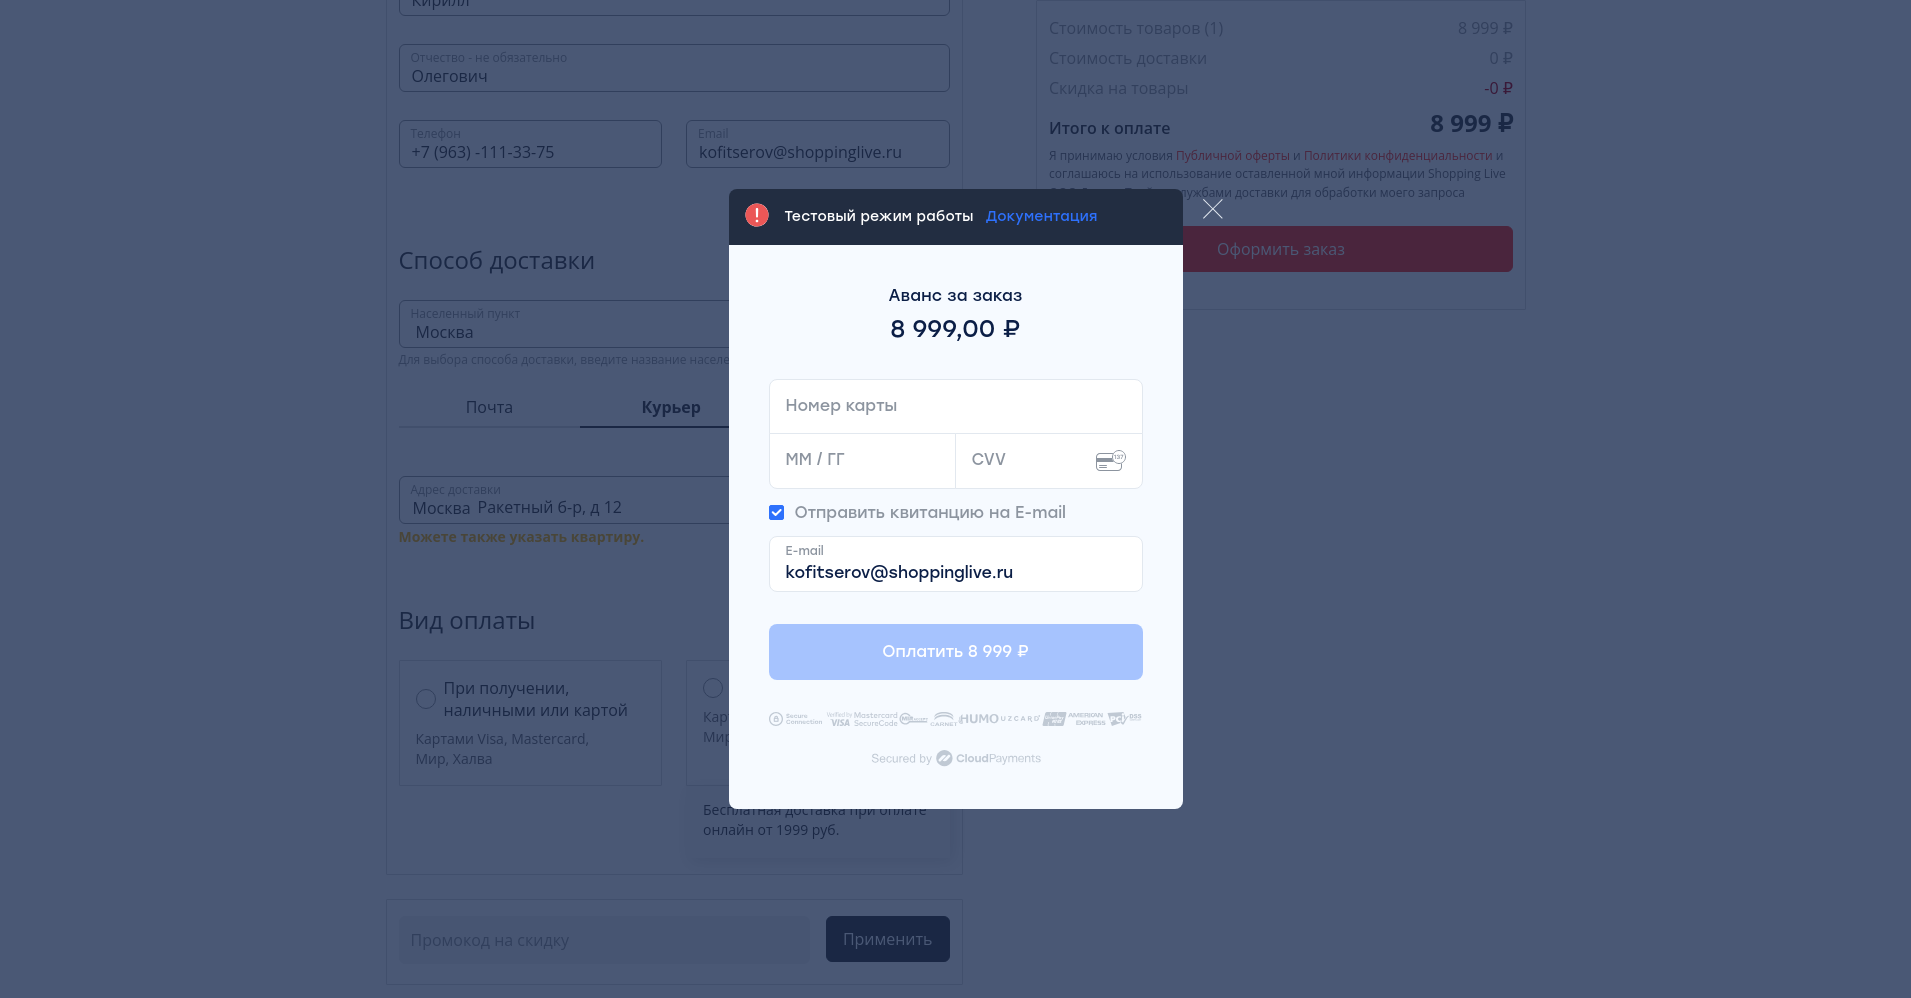 Кирилл
Отчество - не обязательно
Олегович
Телефон
+7 (963) -111-33-75
Email
kofitserov@shoppinglive.ru
Способ доставки
Населенный пункт
Москва
Для выбора способа доставки, введите название населе
Почта
Курьер
Адрес доставки
Москва Ракетный б-р, д 12
Можете также указать квартиру.
Вид оплаты
При получении,
наличными или картой
Картами Visa, Mastercard,
Мир, Халва
Бесплатная доставка при оплате
онлайн от 1999 руб.
Промокод на скидку
Применить
Стоимость товаров (1) 8 999 ₽
Стоимость доставки 0 ₽
Скидка на товары -0 ₽
Итого к оплате 8 999 ₽
Я принимаю условия Публичной оферты и Политики конфиденциальности и
соглашаюсь на использование оставленной мной информации Shopping Live
службами доставки для обработки моего запроса
Оформить заказ
Тестовый режим работы Документация
Аванс за заказ
8 999,00 ₽
Номер карты
ММ / ГГ
CVV
Отправить квитанцию на E-mail
E-mail
kofitserov@shoppinglive.ru
Оплатить 8 999 ₽
Secure
Connection
Verified by
VISA
Mastercard
SecureCode
CARNET
HUMO
UZCARD
AMERICAN
EXPRESS
PCI DSS
Secured by CloudPayments